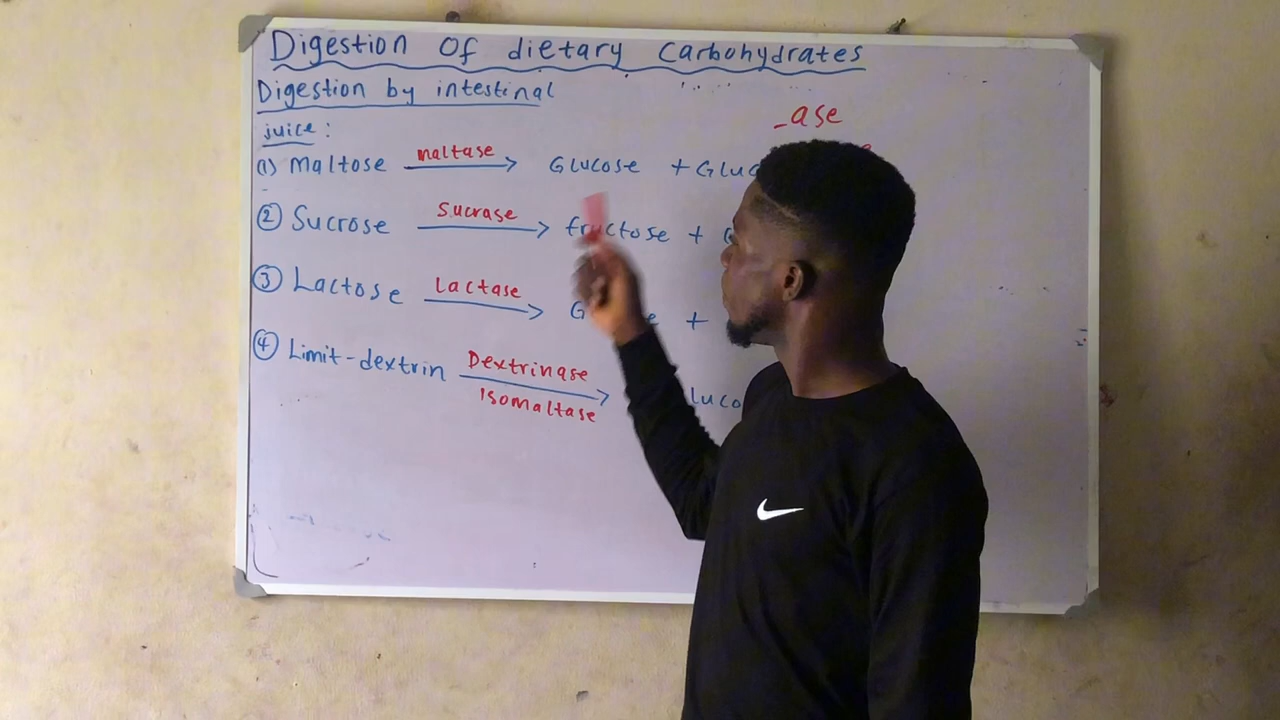 Digestion Of dietary Carbohydrates
Digestion by intestinal
juice:
_ase
(1) Maltose maltase Glucose + Gluc
② Sucrose Sucrase fructose +
③ Lactose Lactase +
④ Limit-dextrin Dextrinase
Isomaltase